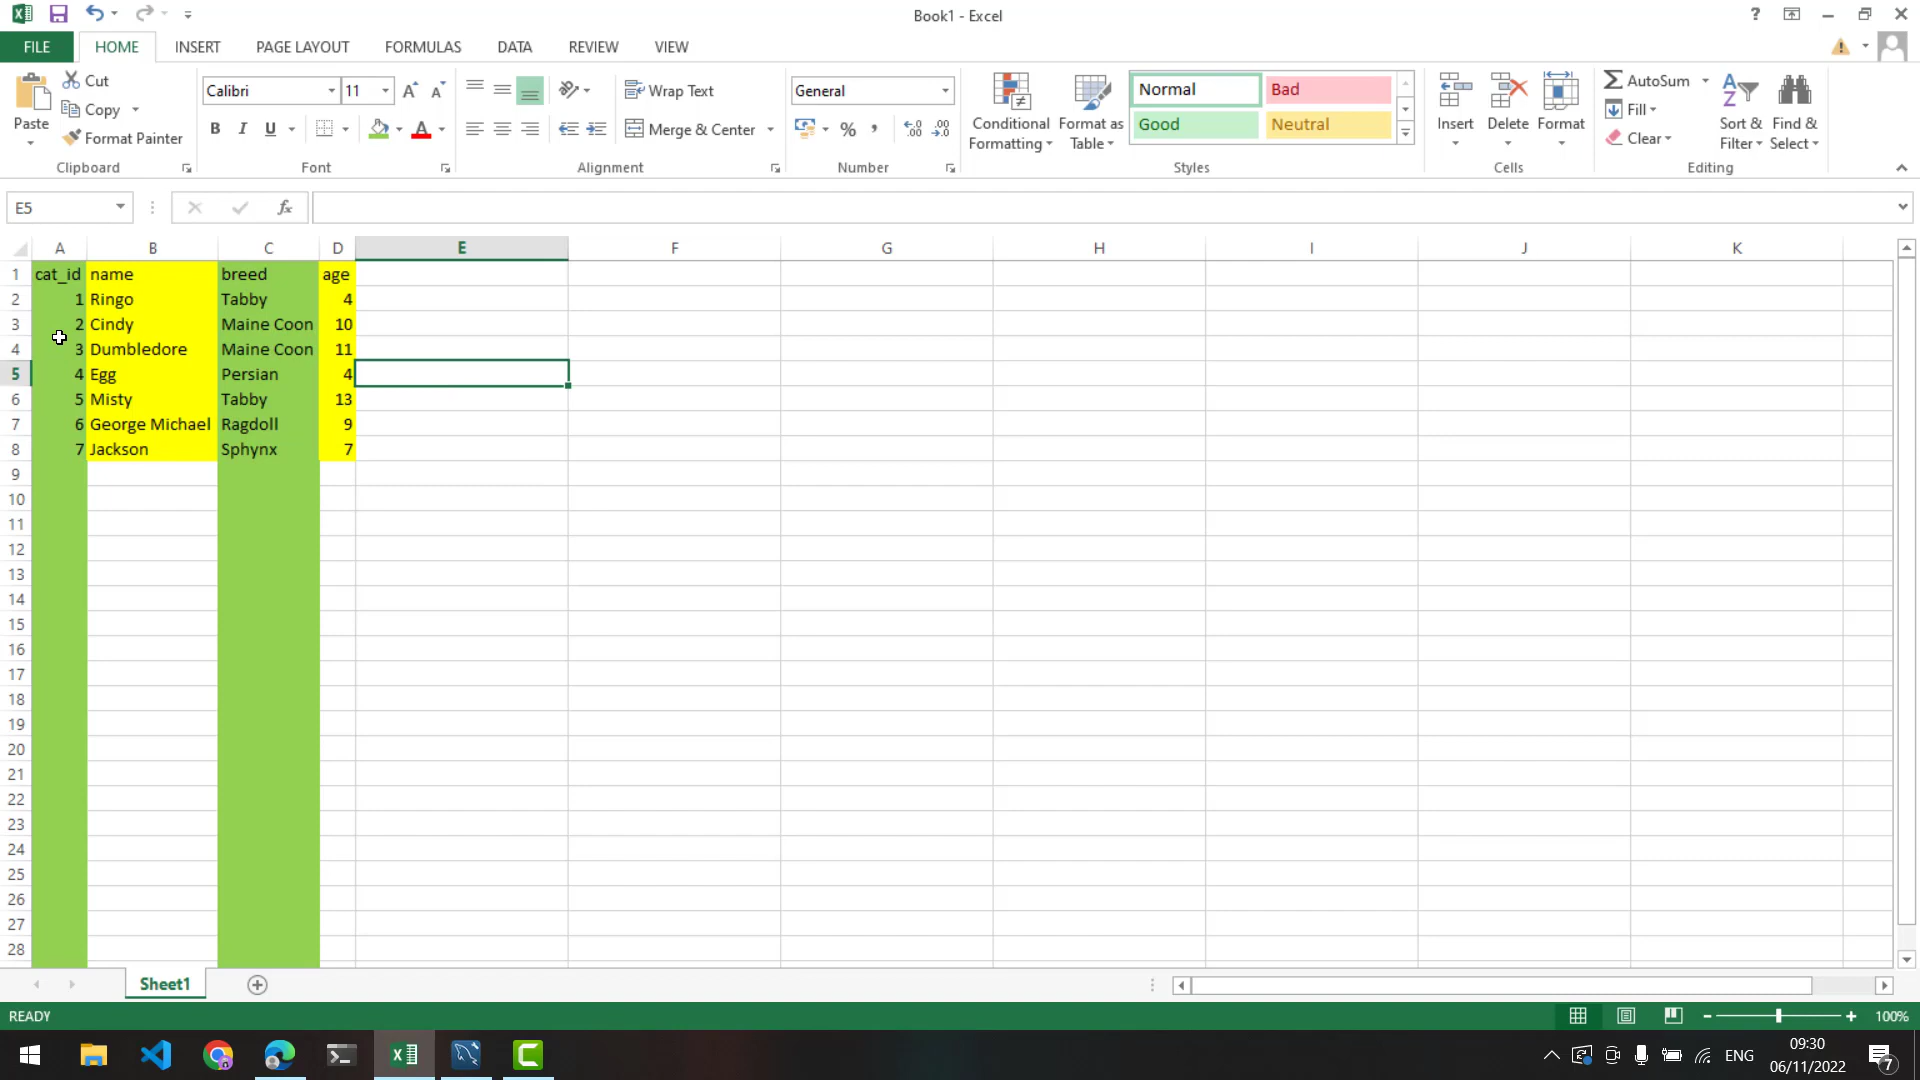 Book1 - Excel
?
FILE HOME INSERT PAGE LAYOUT FORMULAS DATA REVIEW VIEW
Paste
Cut
Copy
Format Painter
Clipboard
Calibri 11 A A
B I U A
Font
Wrap Text
Merge & Center
Alignment
General
% , .00 .00
Number
Conditional Formatting
Format as Table
Normal Bad
Good Neutral
Styles
Insert Delete Format
Cells
AutoSum
Fill
Clear
Sort & Filter
Find & Select
Editing
E5 fx
A B C D E F G H I J K
1 cat_id name breed age
2 1 Ringo Tabby 4
3 2 Cindy Maine Coon 10
4 3 Dumbledore Maine Coon 11
5 4 Egg Persian 4
6 5 Misty Tabby 13
7 6 George Michael Ragdoll 9
8 7 Jackson Sphynx 7
9
10
11
12
13
14
15
16
17
18
19
20
21
22
23
24
25
26
27
28
Sheet1
READY 100%
ENG 09:30
06/11/2022 7